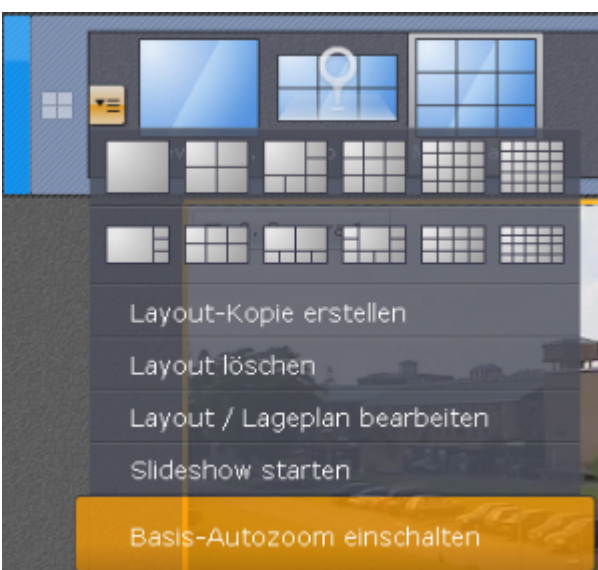 Layout-Kopie erstellen
Layout löschen
Layout / Lageplan bearbeiten
Slideshow starten
Basis-Autozoom einschalten